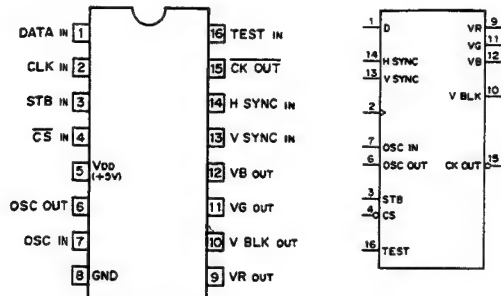 DATA IN 1
CLK IN 2
STB IN 3
CS IN 4
5 VDD
(+5V)
OSC OUT 6
OSC IN 7
8 GND
16 TEST IN
15 CK OUT
14 H SYNC IN
13 V SYNC IN
12 VB OUT
11 VG OUT
10 V BLK OUT
9 VR OUT
1 D
14 H SYNC
13 V SYNC
2
7 OSC IN
6 OSC OUT
3 STB
4 CS
16 TEST
VR 9
VG 11
VB 12
V BLK 10
CK OUT 15